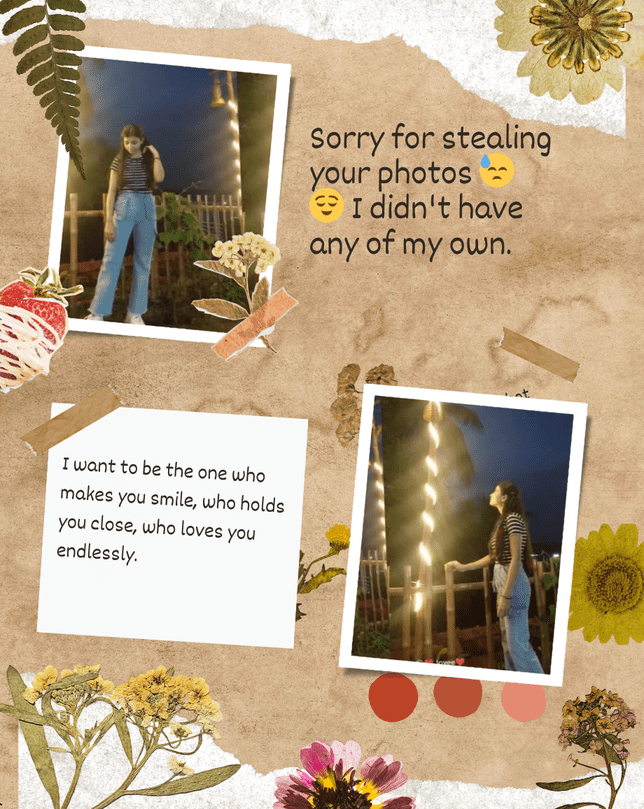 Sorry for stealing
your photos 😓
😌 I didn't have
any of my own.
I want to be the one who
makes you smile, who holds
you close, who loves you
endlessly.